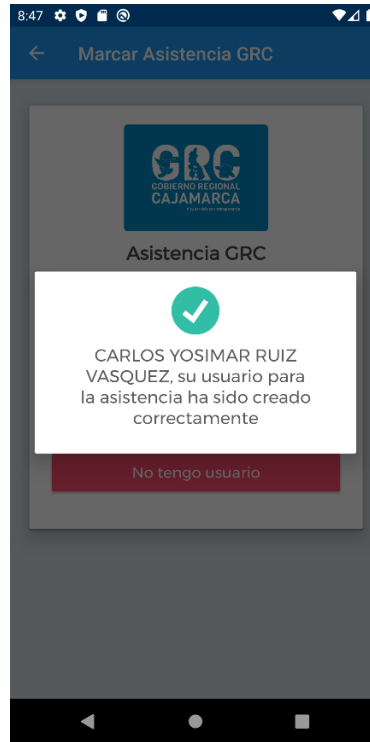 8:47
Marcar Asistencia GRC
GRC
GOBIERNO REGIONAL
CAJAMARCA
Asistencia GRC
CARLOS YOSIMAR RUIZ
VASQUEZ, su usuario para
la asistencia ha sido creado
correctamente
No tengo usuario